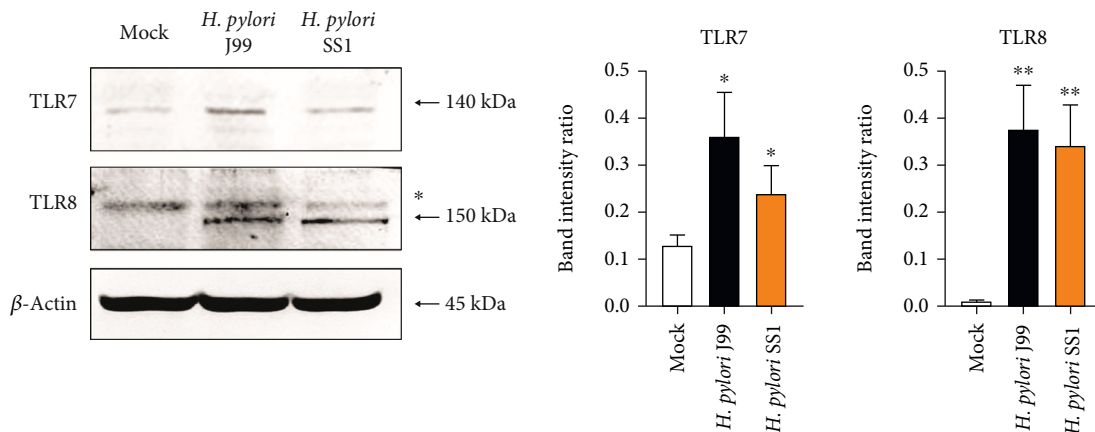 Mock
H. pylori
J99
H. pylori
SS1
TLR7
140 kDa
TLR8
*
150 kDa
β-Actin
45 kDa
TLR7
Band intensity ratio
0.5
0.4
0.3
0.2
0.1
0.0
*
*
Mock
H. pylori J99
H. pylori SS1
TLR8
Band intensity ratio
0.5
0.4
0.3
0.2
0.1
0.0
**
**
Mock
H. pylori J99
H. pylori SS1